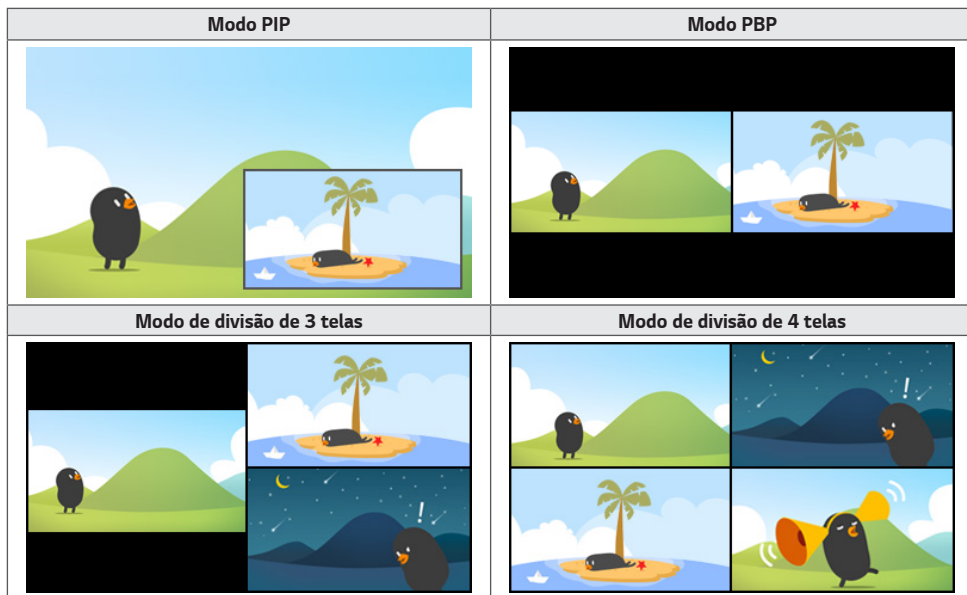 Modo PIP
Modo PBP
Modo de divisão de 3 telas
Modo de divisão de 4 telas